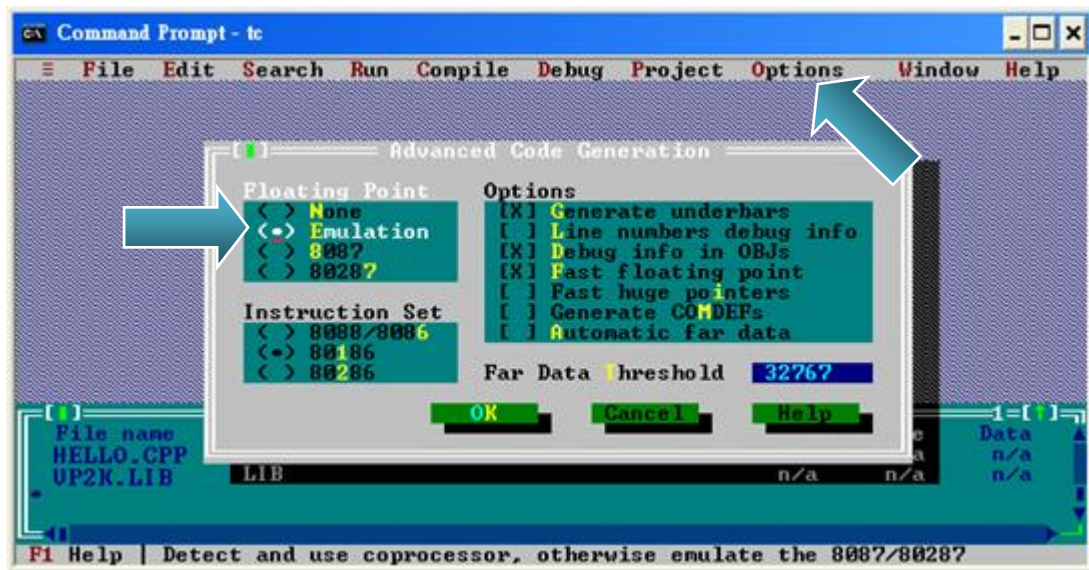 Command Prompt - tc
≡ File Edit Search Run Compile Debug Project Options Window Help
Advanced Code Generation
Floating Point
( ) None
(•) Emulation
( ) 8087
( ) 80287
Instruction Set
( ) 8088/8086
(•) 80186
( ) 80286
Options
[X] Generate underbars
[ ] Line numbers debug info
[X] Debug info in OBJs
[X] Fast floating point
[ ] Fast huge pointers
[ ] Generate COMDEFs
[ ] Automatic far data
Far Data Threshold 32767
OK Cancel Help
1=[↑]
File name Data
HELLO.CPP n/a
VP2K.LIB LIB n/a n/a n/a
F1 Help | Detect and use coprocessor, otherwise emulate the 8087/80287